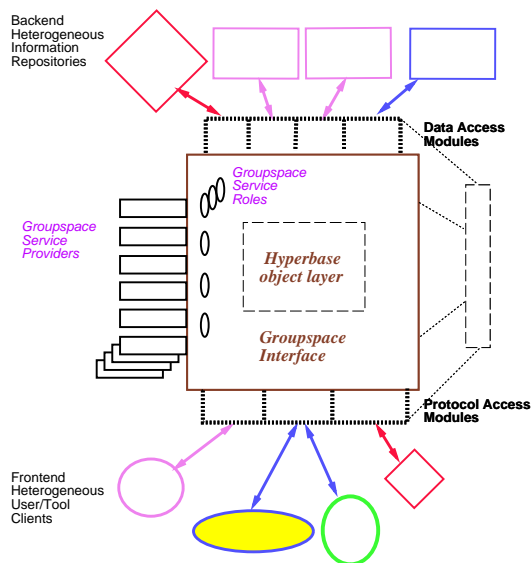 Backend
Heterogeneous
Information
Repositories
Data Access
Modules
Groupspace
Service
Roles
Groupspace
Service
Providers
Hyperbase
object layer
Groupspace
Interface
Protocol Access
Modules
Frontend
Heterogeneous
User/Tool
Clients